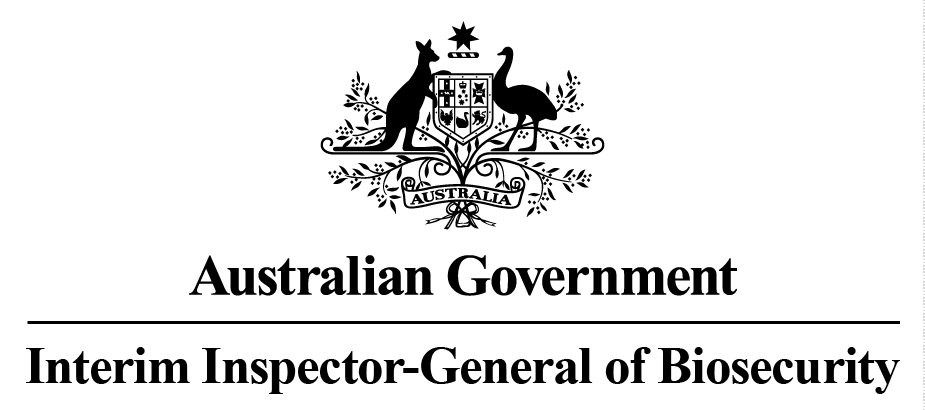 AUSTRALIA
Australian Government
Interim Inspector-General of Biosecurity